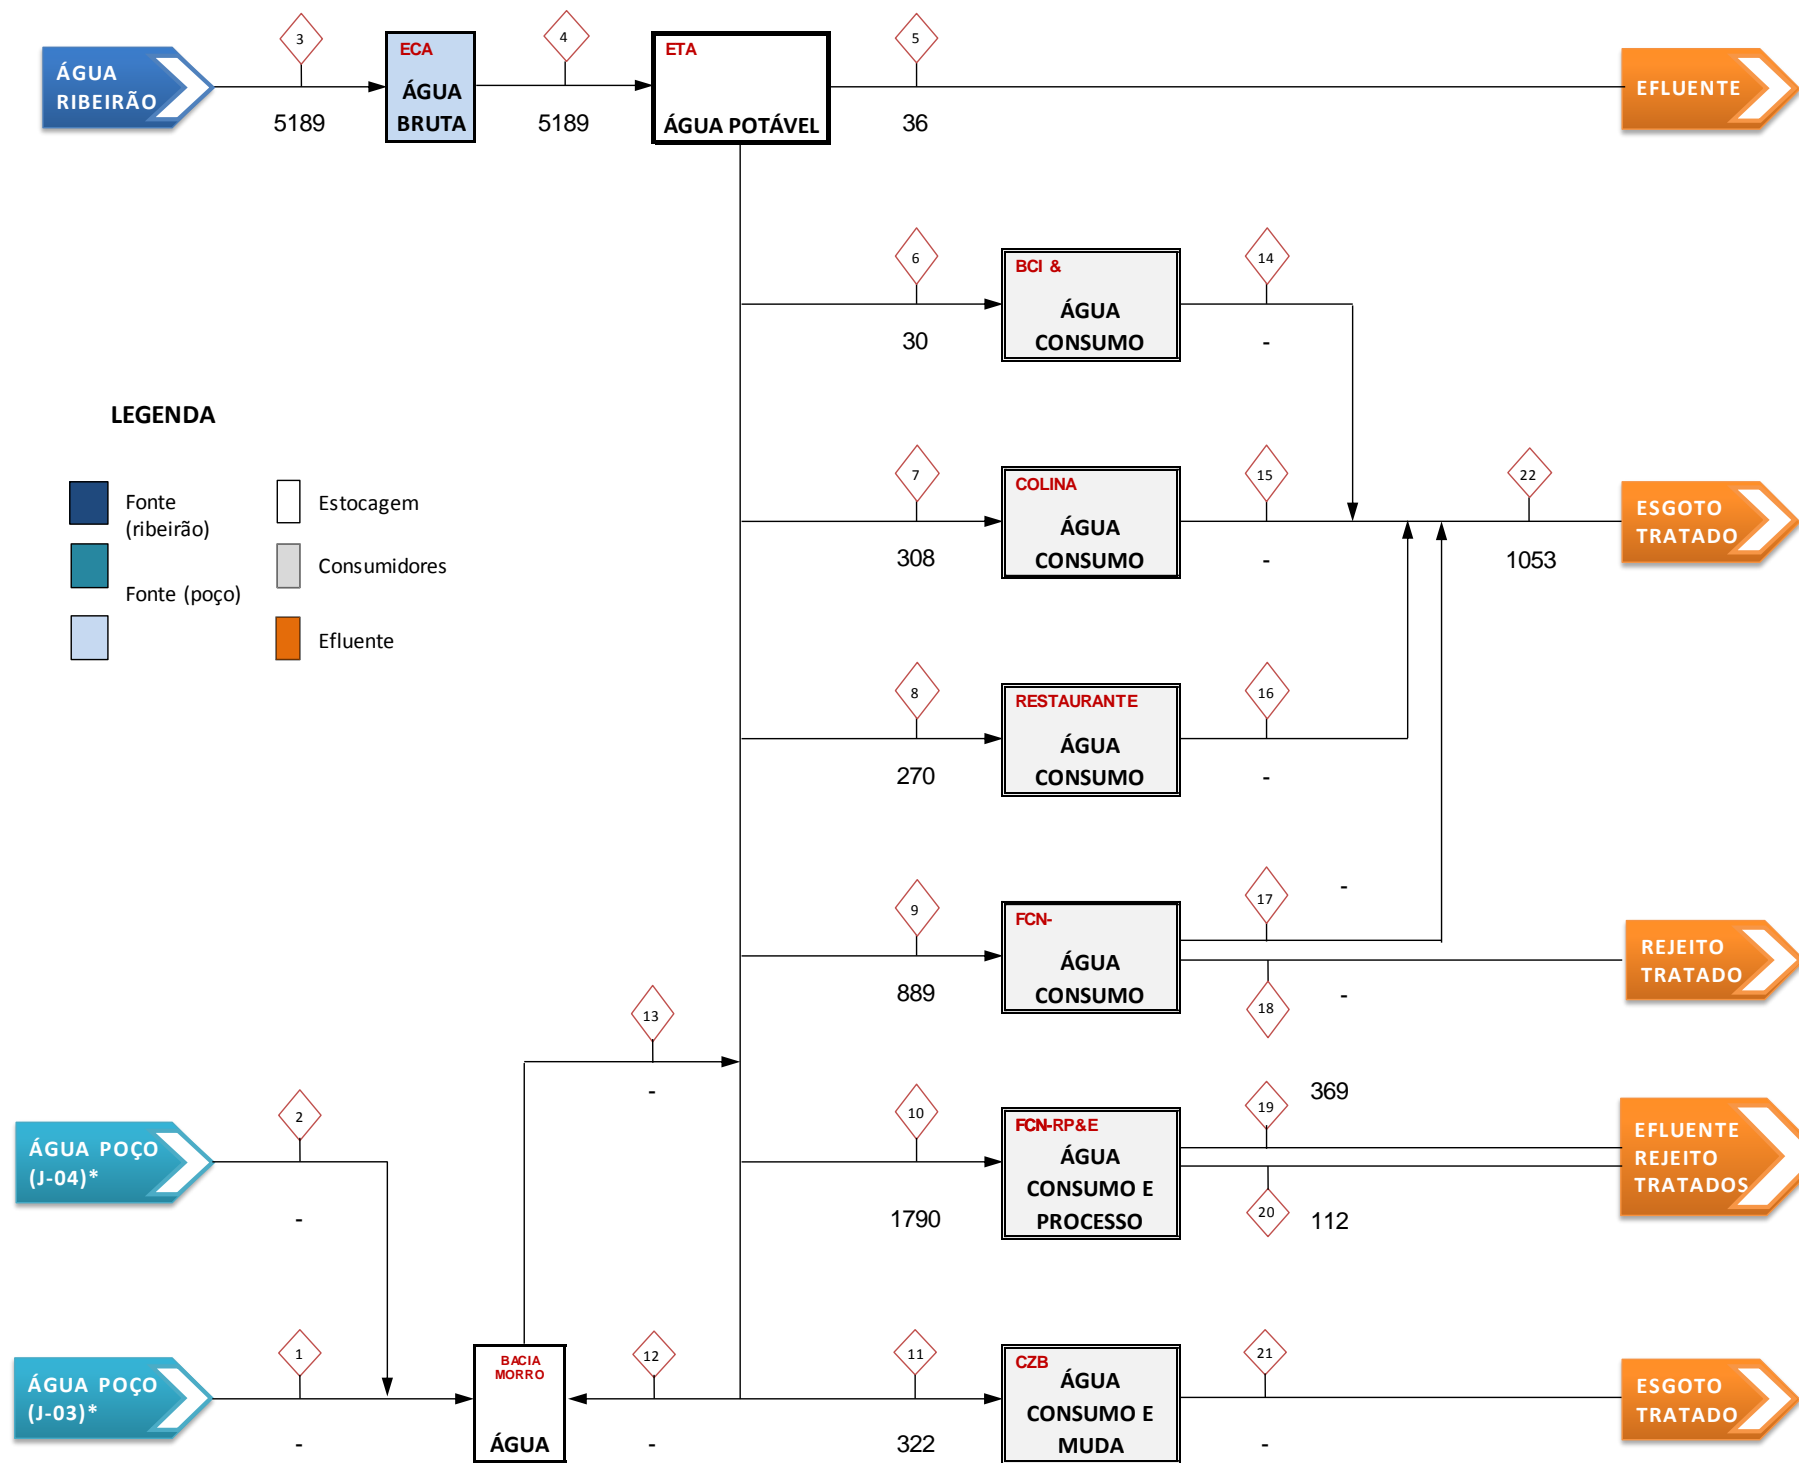 3
4
5
ÁGUA
RIBEIRÃO
5189
ECA
ÁGUA
BRUTA
5189
ETA
ÁGUA POTÁVEL
36
EFLUENTE
6
30
BCI &
ÁGUA
CONSUMO
14
-
LEGENDA
Fonte
(ribeirão)
Estocagem
Fonte (poço)
Consumidores
Efluente
7
308
COLINA
ÁGUA
CONSUMO
15
-
22
1053
ESGOTO
TRATADO
8
270
RESTAURANTE
ÁGUA
CONSUMO
16
-
9
889
FCN-
ÁGUA
CONSUMO
17
-
18
-
REJEITO
TRATADO
13
-
10
1790
FCN-RP&E
ÁGUA
CONSUMO E
PROCESSO
19
369
20
112
EFLUENTE
REJEITO
TRATADOS
2
ÁGUA POÇO
(J-04)*
-
1
ÁGUA POÇO
(J-03)*
-
BACIA
MORRO
ÁGUA
12
-
11
322
CZB
ÁGUA
CONSUMO E
MUDA
21
-
ESGOTO
TRATADO